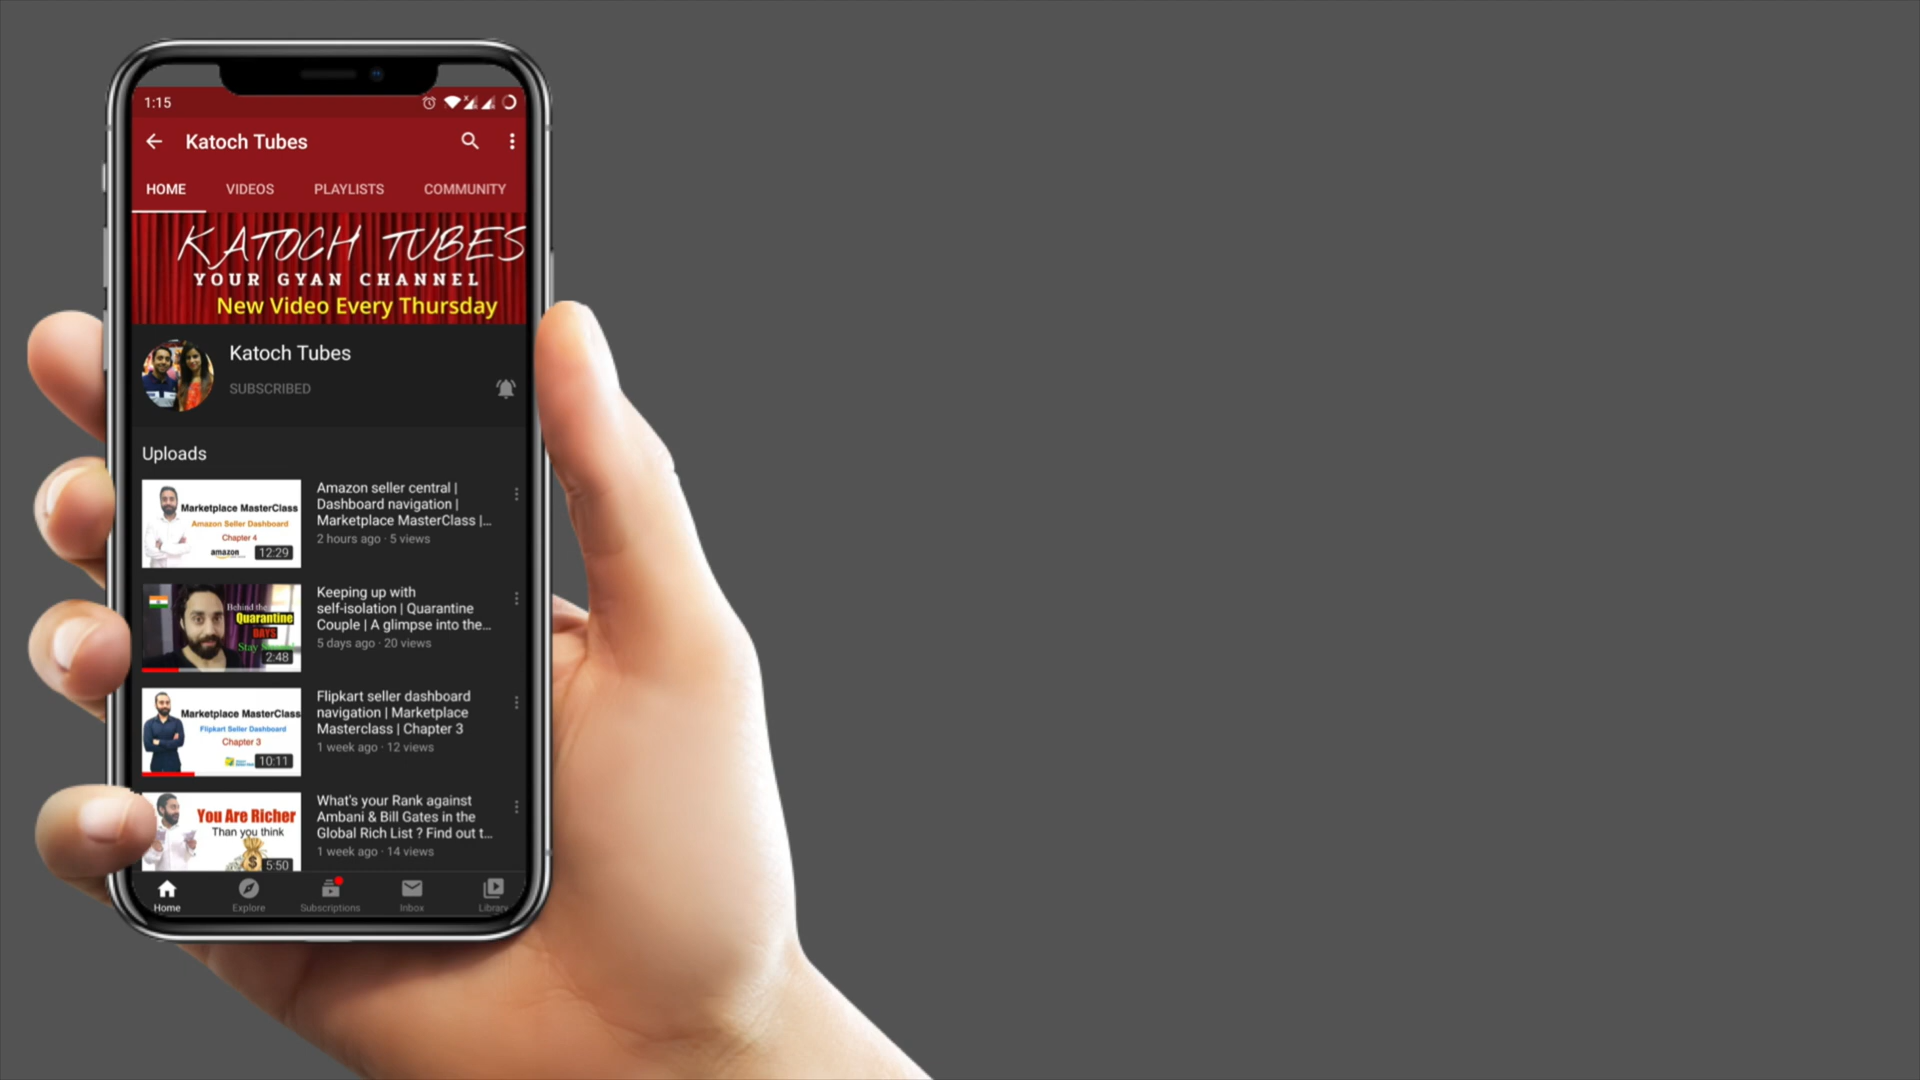 1:15
Katoch Tubes
HOME VIDEOS PLAYLISTS COMMUNITY
KATOCH TUBES
YOUR GYAN CHANNEL
New Video Every Thursday
Katoch Tubes
SUBSCRIBED
Uploads
Marketplace MasterClass
Amazon Seller Dashboard
Chapter 4
amazon
12:29
Amazon seller central |
Dashboard navigation |
Marketplace MasterClass |...
2 hours ago · 5 views
Behind the
Quarantine
DAYS
Stay
2:48
Keeping up with
self-isolation | Quarantine
Couple | A glimpse into the...
5 days ago · 20 views
Marketplace MasterClass
Flipkart Seller Dashboard
Chapter 3
10:11
Flipkart seller dashboard
navigation | Marketplace
Masterclass | Chapter 3
1 week ago · 12 views
You Are Richer
Than you think
$
5:50
What's your Rank against
Ambani & Bill Gates in the
Global Rich List ? Find out t...
1 week ago · 14 views
Home Explore Subscriptions Inbox Library